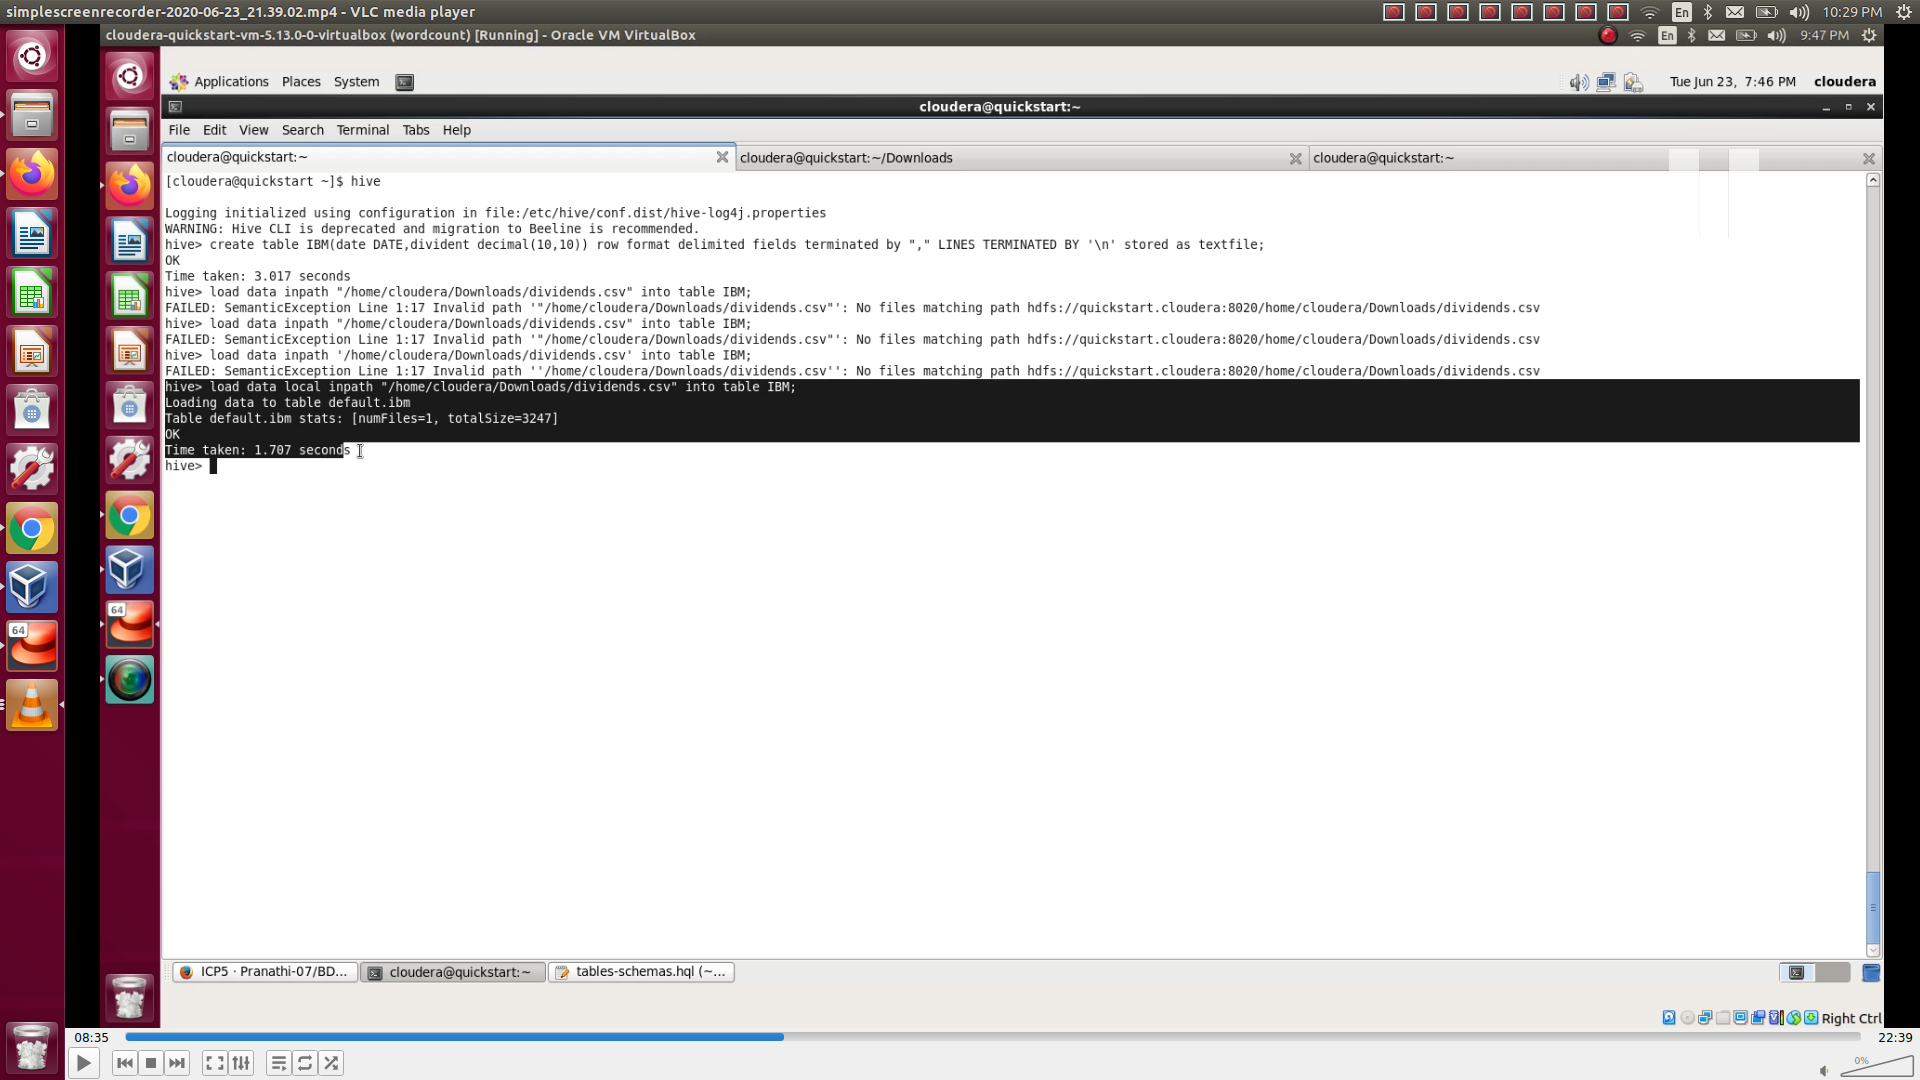 simplescreenrecorder-2020-06-23_21.39.02.mp4 - VLC media player
En
10:29 PM
cloudera-quickstart-vm-5.13.0-0-virtualbox (wordcount) [Running] - Oracle VM VirtualBox
En
9:47 PM
Applications Places System
Tue Jun 23, 7:46 PM cloudera
cloudera@quickstart:~
File Edit View Search Terminal Tabs Help
cloudera@quickstart:~
cloudera@quickstart:~/Downloads
cloudera@quickstart:~
[cloudera@quickstart ~]$ hive
Logging initialized using configuration in file:/etc/hive/conf.dist/hive-log4j.properties
WARNING: Hive CLI is deprecated and migration to Beeline is recommended.
hive> create table IBM(date DATE,divident decimal(10,10)) row format delimited fields terminated by "," LINES TERMINATED BY '\n' stored as textfile;
OK
Time taken: 3.017 seconds
hive> load data inpath "/home/cloudera/Downloads/dividends.csv" into table IBM;
FAILED: SemanticException Line 1:17 Invalid path '"/home/cloudera/Downloads/dividends.csv"': No files matching path hdfs://quickstart.cloudera:8020/home/cloudera/Downloads/dividends.csv
hive> load data inpath "/home/cloudera/Downloads/dividends.csv" into table IBM;
FAILED: SemanticException Line 1:17 Invalid path '"/home/cloudera/Downloads/dividends.csv"': No files matching path hdfs://quickstart.cloudera:8020/home/cloudera/Downloads/dividends.csv
hive> load data inpath '/home/cloudera/Downloads/dividends.csv' into table IBM;
FAILED: SemanticException Line 1:17 Invalid path ''/home/cloudera/Downloads/dividends.csv'': No files matching path hdfs://quickstart.cloudera:8020/home/cloudera/Downloads/dividends.csv
hive> load data local inpath "/home/cloudera/Downloads/dividends.csv" into table IBM;
Loading data to table default.ibm
Table default.ibm stats: [numFiles=1, totalSize=3247]
OK
Time taken: 1.707 seconds
hive>
64
64
ICP5 · Pranathi-07/BD...
cloudera@quickstart:~
tables-schemas.hql (~...
Right Ctrl
08:35
22:39
0%